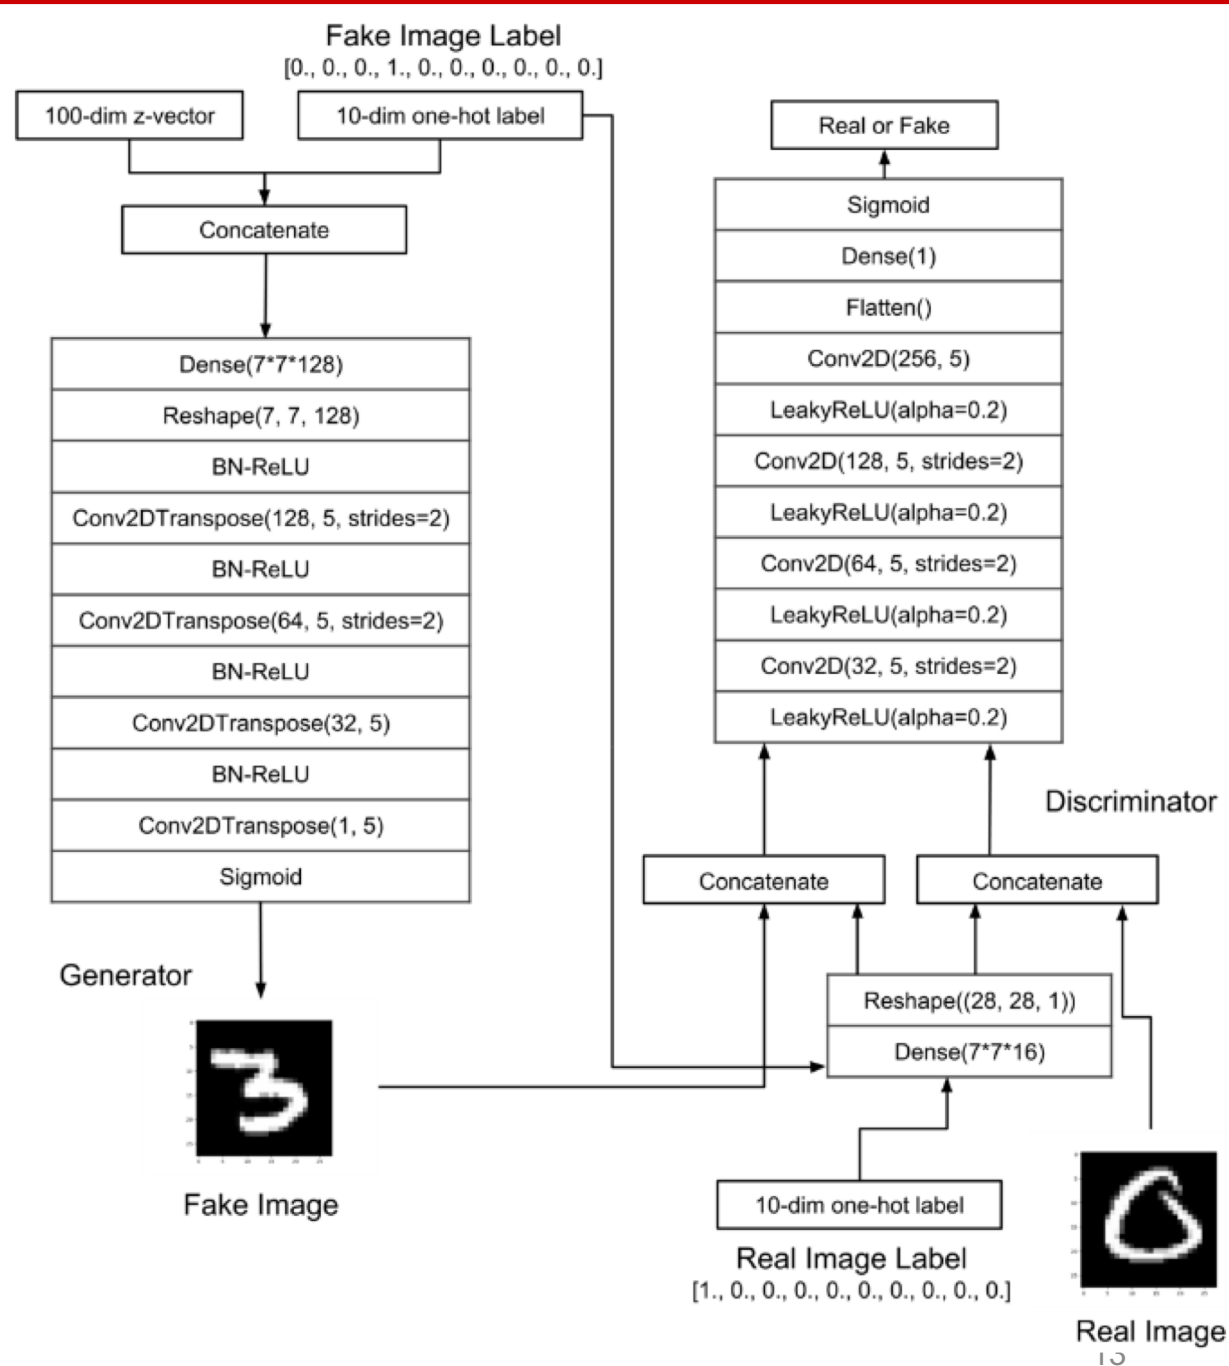 Fake Image Label
[0., 0., 0., 1., 0., 0., 0., 0., 0., 0.]
100-dim z-vector
10-dim one-hot label
Concatenate
Dense(7*7*128)
Reshape(7, 7, 128)
BN-ReLU
Conv2DTranspose(128, 5, strides=2)
BN-ReLU
Conv2DTranspose(64, 5, strides=2)
BN-ReLU
Conv2DTranspose(32, 5)
BN-ReLU
Conv2DTranspose(1, 5)
Sigmoid
Generator
Fake Image
Real or Fake
Sigmoid
Dense(1)
Flatten()
Conv2D(256, 5)
LeakyReLU(alpha=0.2)
Conv2D(128, 5, strides=2)
LeakyReLU(alpha=0.2)
Conv2D(64, 5, strides=2)
LeakyReLU(alpha=0.2)
Conv2D(32, 5, strides=2)
LeakyReLU(alpha=0.2)
Discriminator
Concatenate
Concatenate
Reshape((28, 28, 1))
Dense(7*7*16)
10-dim one-hot label
Real Image Label
[1., 0., 0., 0., 0., 0., 0., 0., 0., 0.]
Real Image